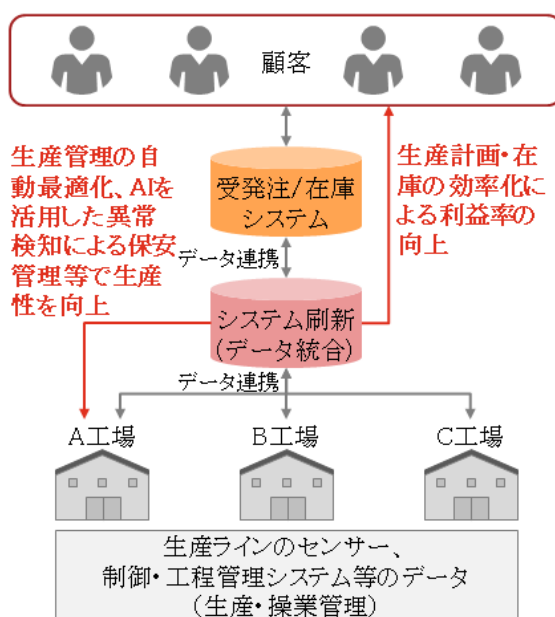 顧客
生産管理の自
動最適化、AIを
活用した異常
検知による保安
管理等で生産
性を向上
受発注/在庫
システム
生産計画・在
庫の効率化に
よる利益率の
向上
データ連携
システム刷新
(データ統合)
データ連携
A工場
B工場
C工場
生産ラインのセンサー、
制御・工程管理システム等のデータ
(生産・操業管理)